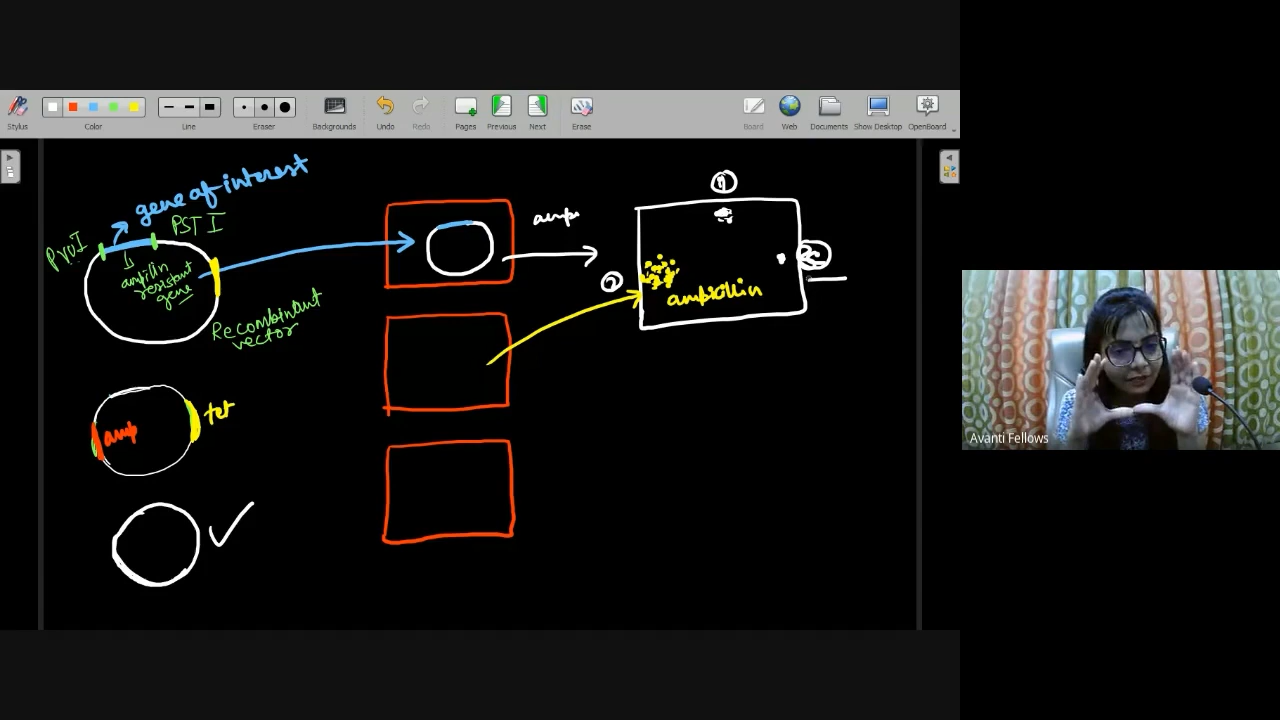 Stylus
Color
Line
Eraser
Backgrounds
Undo
Redo
Pages
Previous
Next
Erase
Board
Web
Documents
Show Desktop
OpenBoard
gene of interest
PvuI
PST I
ampilin
resistant
gene
Recombinant
vector
amp
tet
amp
1
2
ampicillin
Avanti Fellows